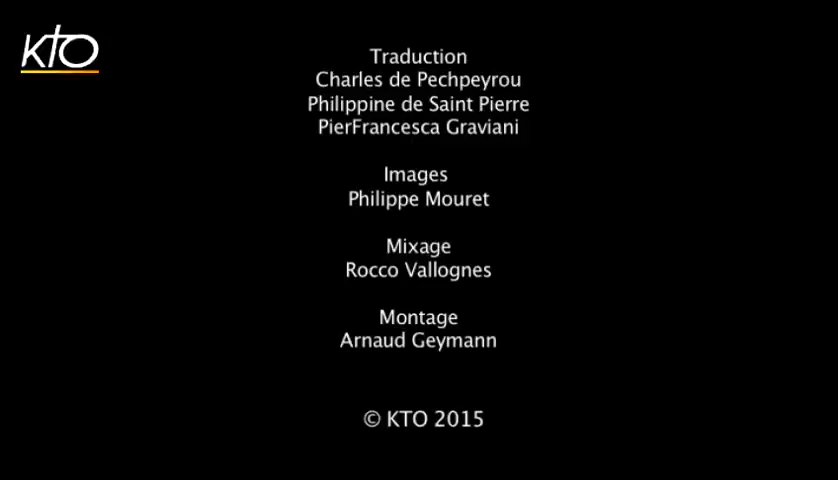 KTO
Traduction
Charles de Pechpeyrou
Philippine de Saint Pierre
PierFrancesca Graviani
Images
Philippe Mouret
Mixage
Rocco Vallognes
Montage
Arnaud Geymann
© KTO 2015